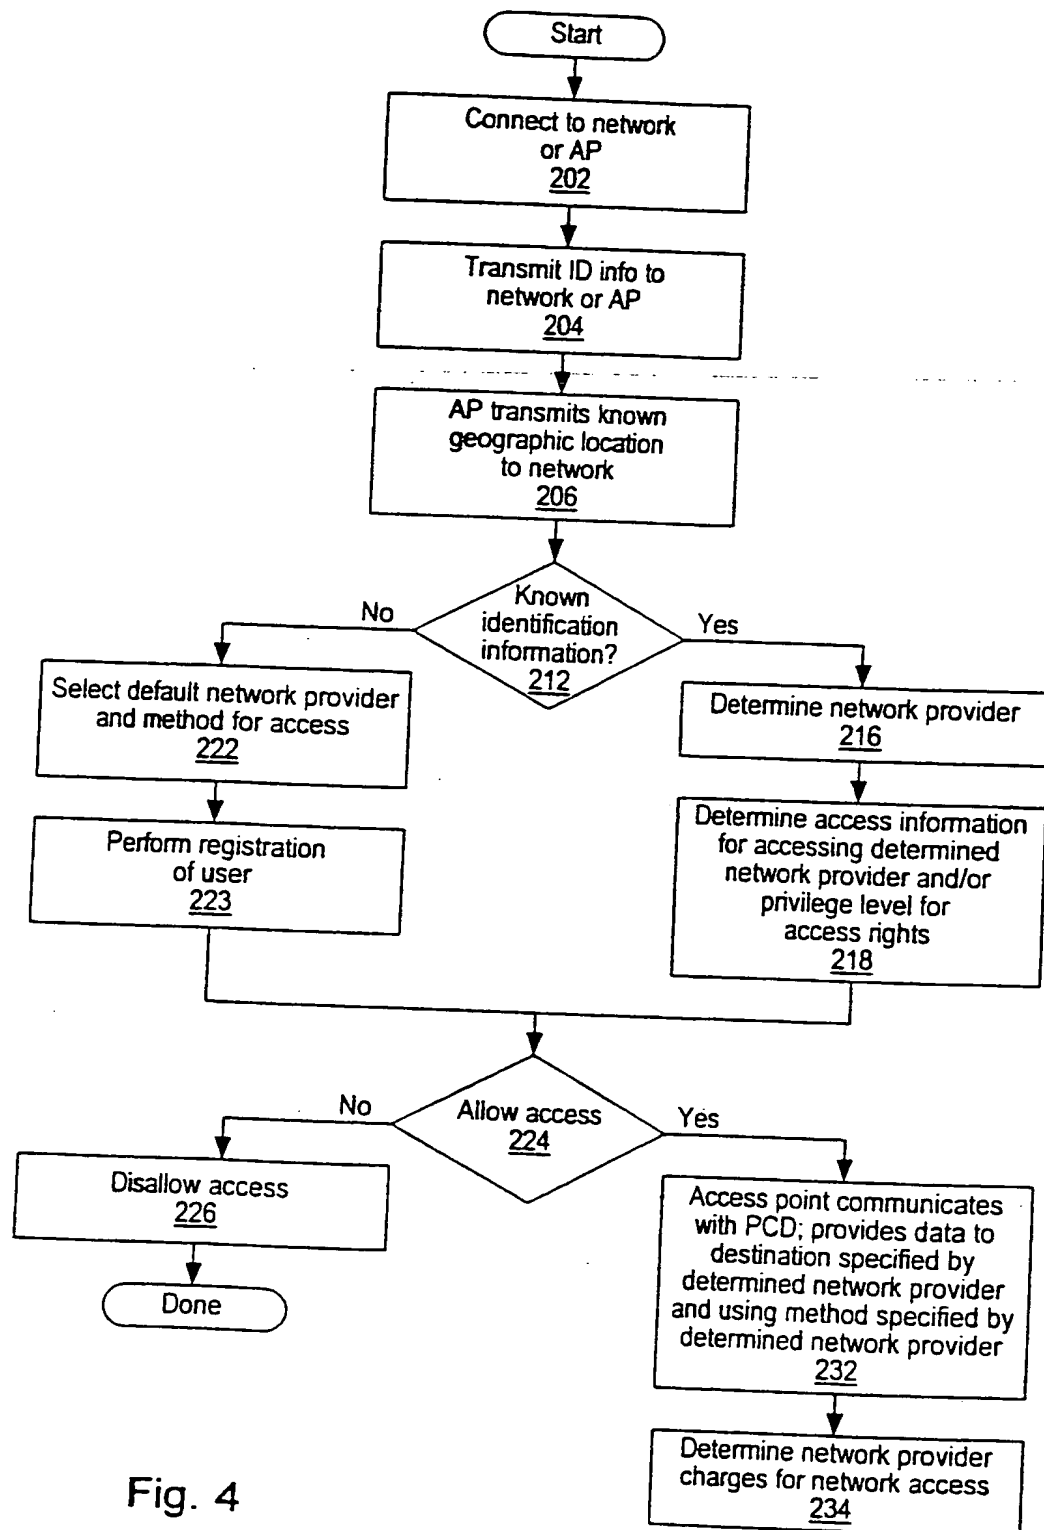 Start
Connect to network
or AP
202
Transmit ID info to
network or AP
204
AP transmits known
geographic location
to network
206
Known
identification
information?
212
No
Yes
Select default network provider
and method for access
222
Perform registration
of user
223
Determine network provider
216
Determine access information
for accessing determined
network provider and/or
privilege level for
access rights
218
Allow access
224
No
Yes
Disallow access
226
Done
Access point communicates
with PCD; provides data to
destination specified by
determined network provider
and using method specified by
determined network provider
232
Determine network provider
charges for network access
234
Fig. 4